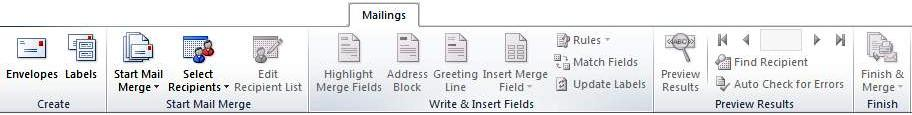 Mailings
Envelopes
Labels
Start Mail
Merge
Select
Recipients
Edit
Recipient List
Highlight
Merge Fields
Address
Block
Greeting
Line
Insert Merge
Field
Rules
Match Fields
Update Labels
«ABC»
Preview
Results
Find Recipient
Auto Check for Errors
Finish &
Merge
Create
Start Mail Merge
Write & Insert Fields
Preview Results
Finish